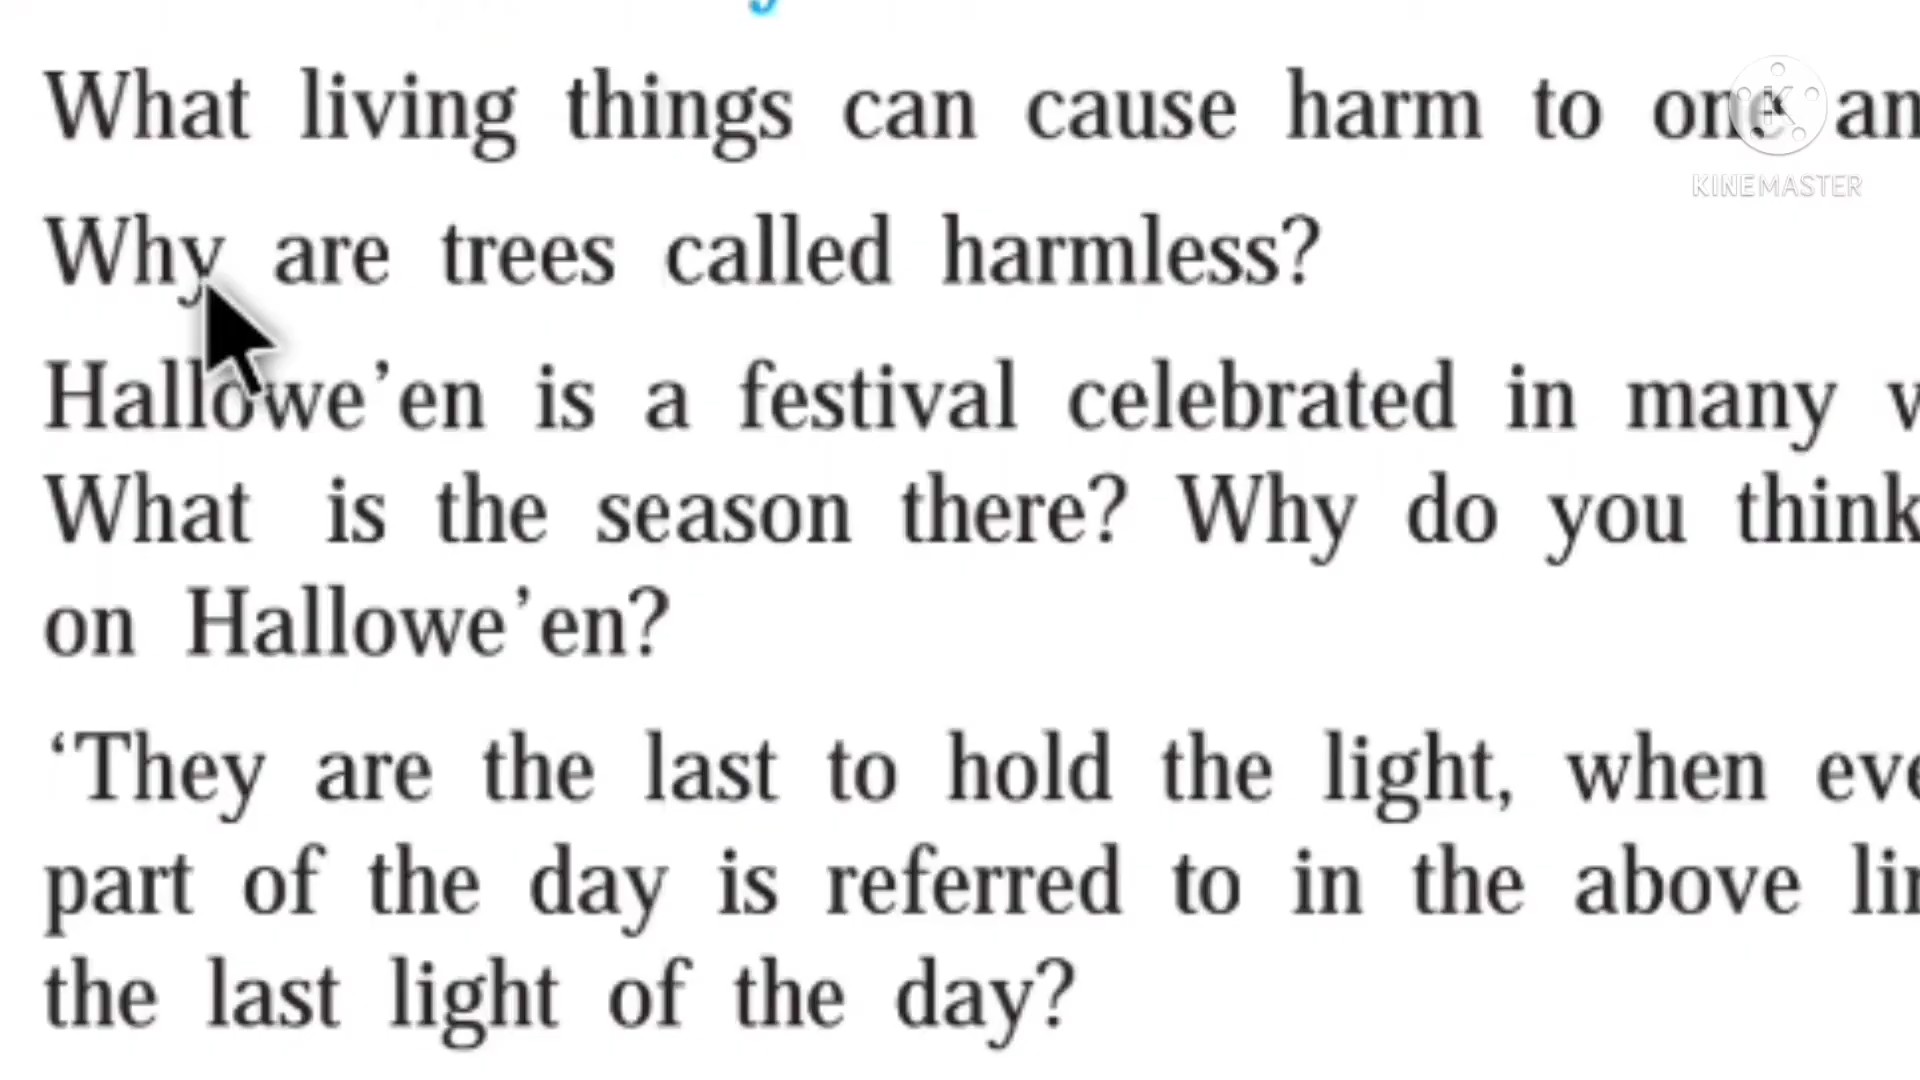 What living things can cause harm to one an
Why are trees called harmless?
Hallowe’en is a festival celebrated in many
What is the season there? Why do you think
on Hallowe’en?
‘They are the last to hold the light, when eve
part of the day is referred to in the above
the last light of the day?
KINEMASTER